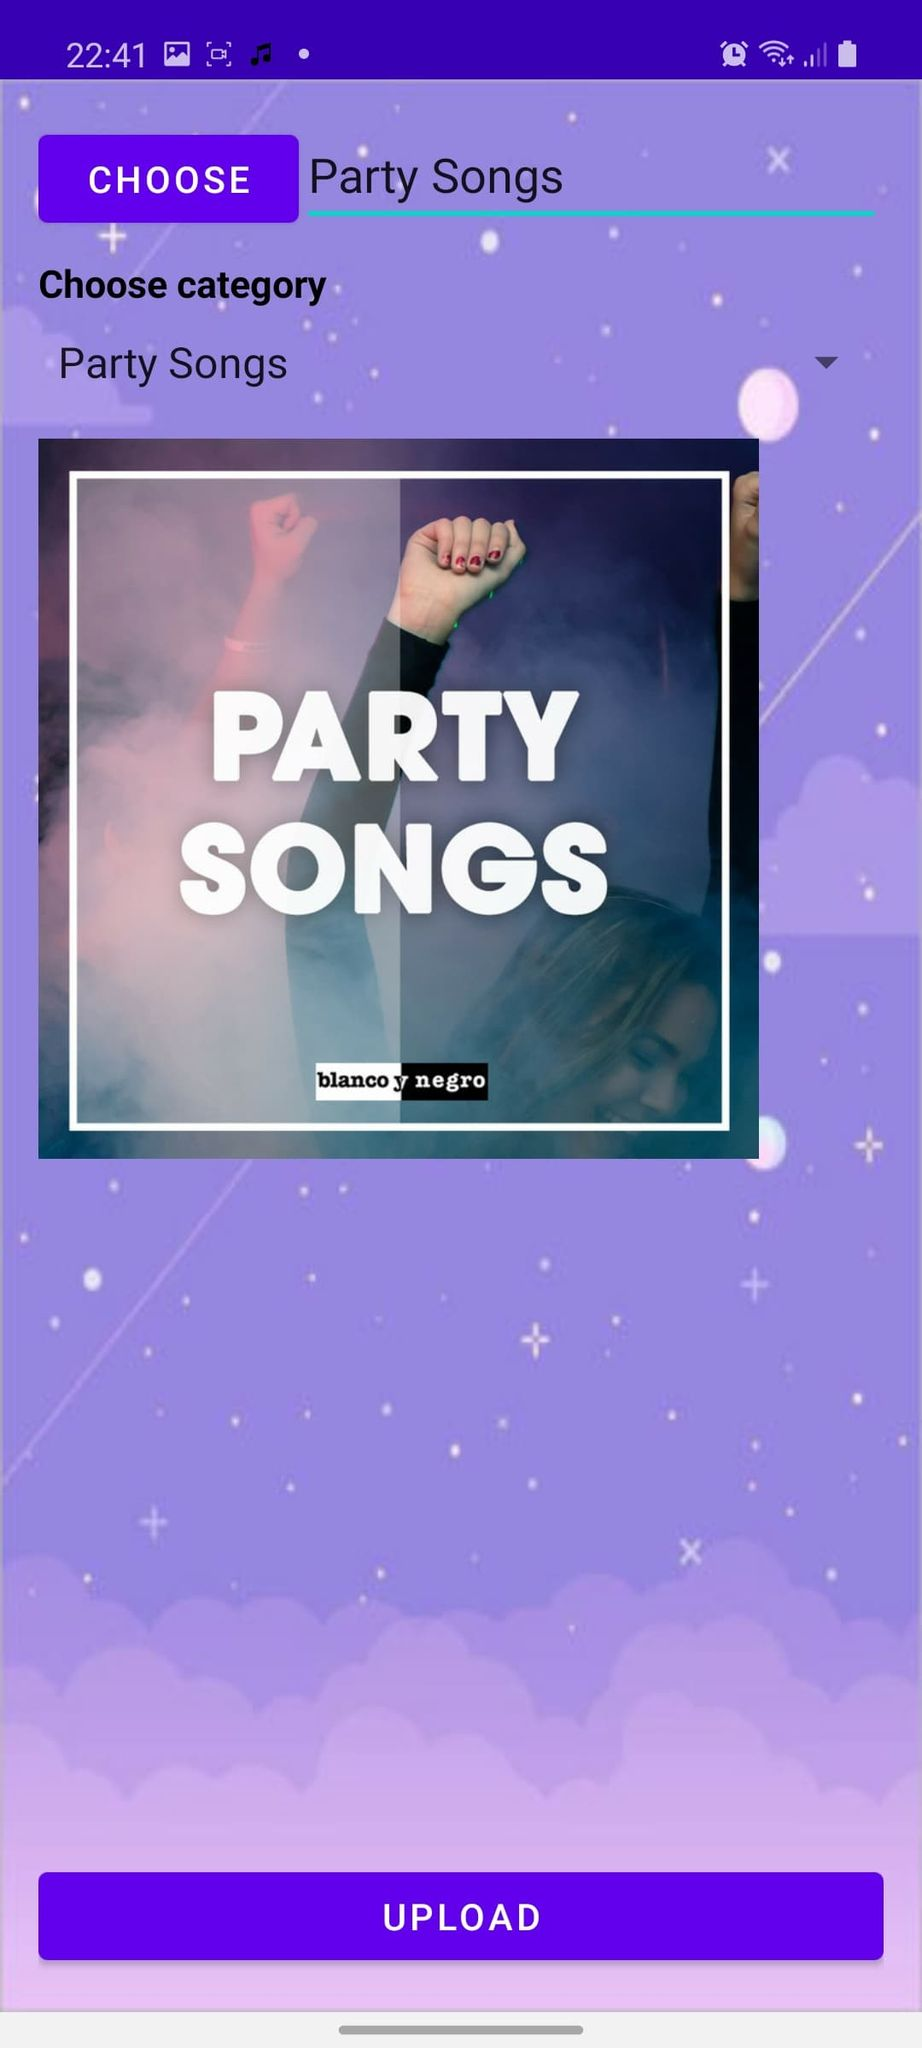 22:41
CHOOSE Party Songs
Choose category
Party Songs
PARTY
SONGS
blanco y negro
UPLOAD